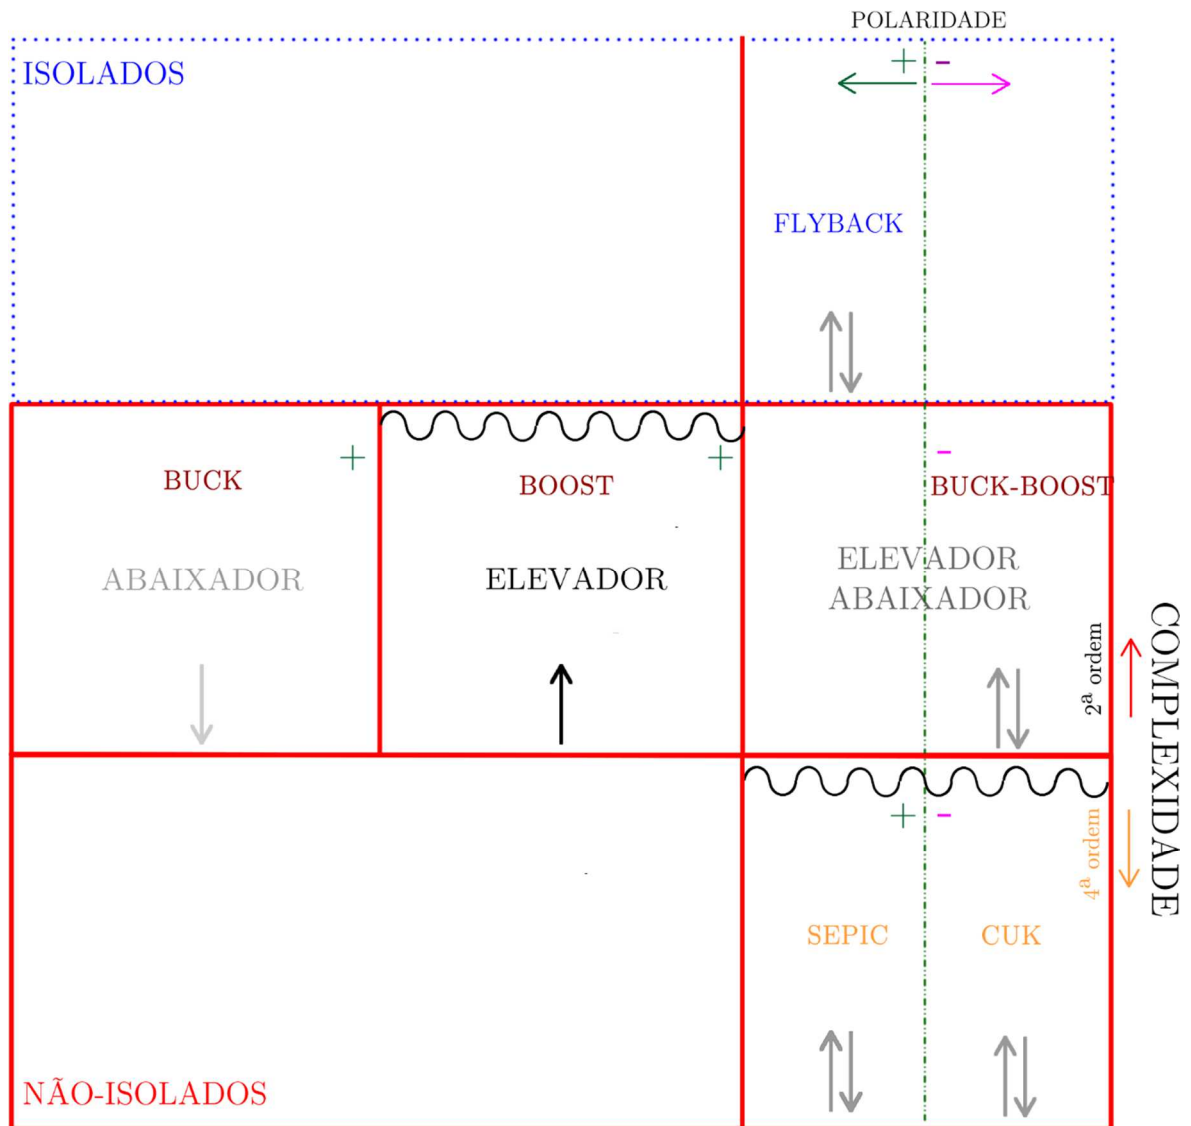 POLARIDADE
+ -
ISOLADOS
FLYBACK
+ + -
BUCK
BOOST
BUCK-BOOST
ABAIXADOR
ELEVADOR
ELEVADOR
ABAIXADOR
2ª ordem
COMPLEXIDADE
+ -
4ª ordem
SEPIC
CUK
NÃO-ISOLADOS